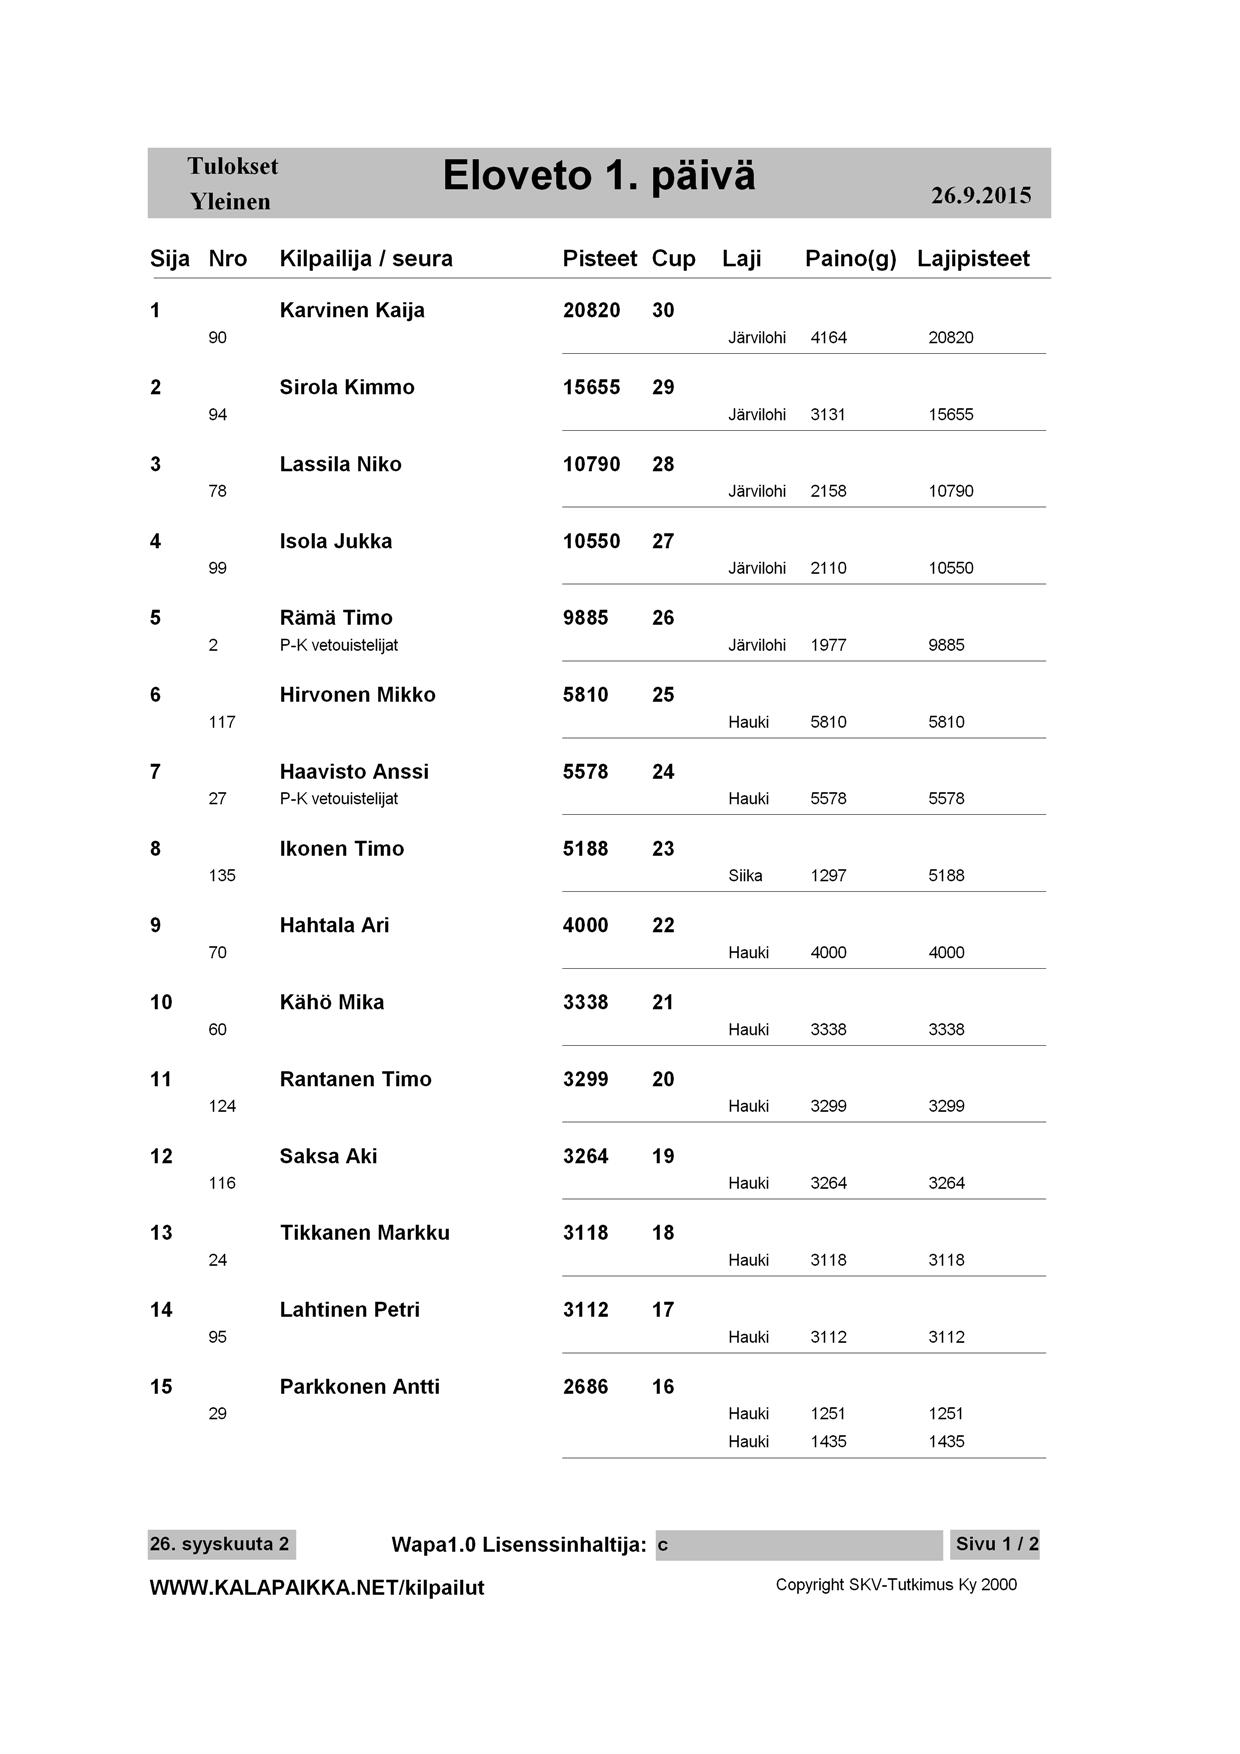 Tulokset
Eloveto 1. päivä
Yleinen
26.9.2015
Sija Nro Kilpailija / seura Pisteet Cup Laji Paino(g) Lajipisteet
1 Karvinen Kaija 20820 30
90 Järvilohi 4164 20820
2 Sirola Kimmo 15655 29
94 Järvilohi 3131 15655
3 Lassila Niko 10790 28
78 Järvilohi 2158 10790
4 Isola Jukka 10550 27
99 Järvilohi 2110 10550
5 Rämä Timo 9885 26
2 P-K vetouistelijat Järvilohi 1977 9885
6 Hirvonen Mikko 5810 25
117 Hauki 5810 5810
7 Haavisto Anssi 5578 24
27 P-K vetouistelijat Hauki 5578 5578
8 Ikonen Timo 5188 23
135 Siika 1297 5188
9 Hahtala Ari 4000 22
70 Hauki 4000 4000
10 Kähö Mika 3338 21
60 Hauki 3338 3338
11 Rantanen Timo 3299 20
124 Hauki 3299 3299
12 Saksa Aki 3264 19
116 Hauki 3264 3264
13 Tikkanen Markku 3118 18
24 Hauki 3118 3118
14 Lahtinen Petri 3112 17
95 Hauki 3112 3112
15 Parkkonen Antti 2686 16
29 Hauki 1251 1251
Hauki 1435 1435
26. syyskuuta 2 Wapa1.0 Lisenssinhaltija: c Sivu 1 / 2
WWW.KALAPAIKKA.NET/kilpailut Copyright SKV-Tutkimus Ky 2000